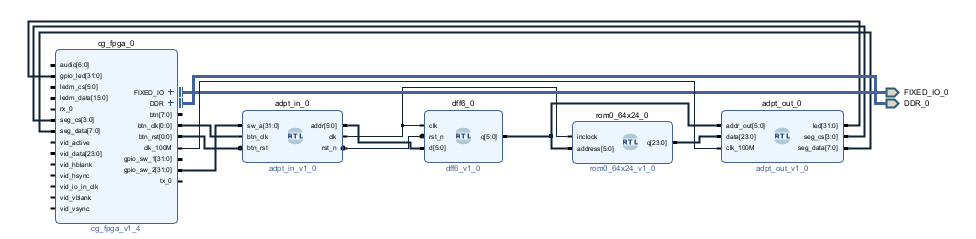 cg_fpga_0
audio[6:0]
gpio_led[31:0]
ledm_cs[5:0]
ledm_data[15:0]
rx_0
seg_cs[3:0]
seg_data[7:0]
vid_active
vid_data[23:0]
vid_hblank
vid_hsync
vid_io_in_clk
vid_vblank
vid_vsync
FIXED_IO
DDR
btn[7:0]
btn_clk[0:0]
btn_rst[0:0]
clk_100M
gpio_sw_1[31:0]
gpio_sw_2[31:0]
tx_0
cg_fpga_v1_4
adpt_in_0
sw_a[31:0]
btn_clk
btn_rst
RTL
addr[5:0]
clk
rst_n
adpt_in_v1_0
dff6_0
clk
rst_n
d[5:0]
RTL
q[5:0]
dff6_v1_0
rom0_64x24_0
inclock
address[5:0]
RTL
q[23:0]
rom0_64x24_v1_0
adpt_out_0
addr_out[5:0]
data[23:0]
clk_100M
RTL
led[31:0]
seg_cs[3:0]
seg_data[7:0]
adpt_out_v1_0
FIXED_IO_0
DDR_0